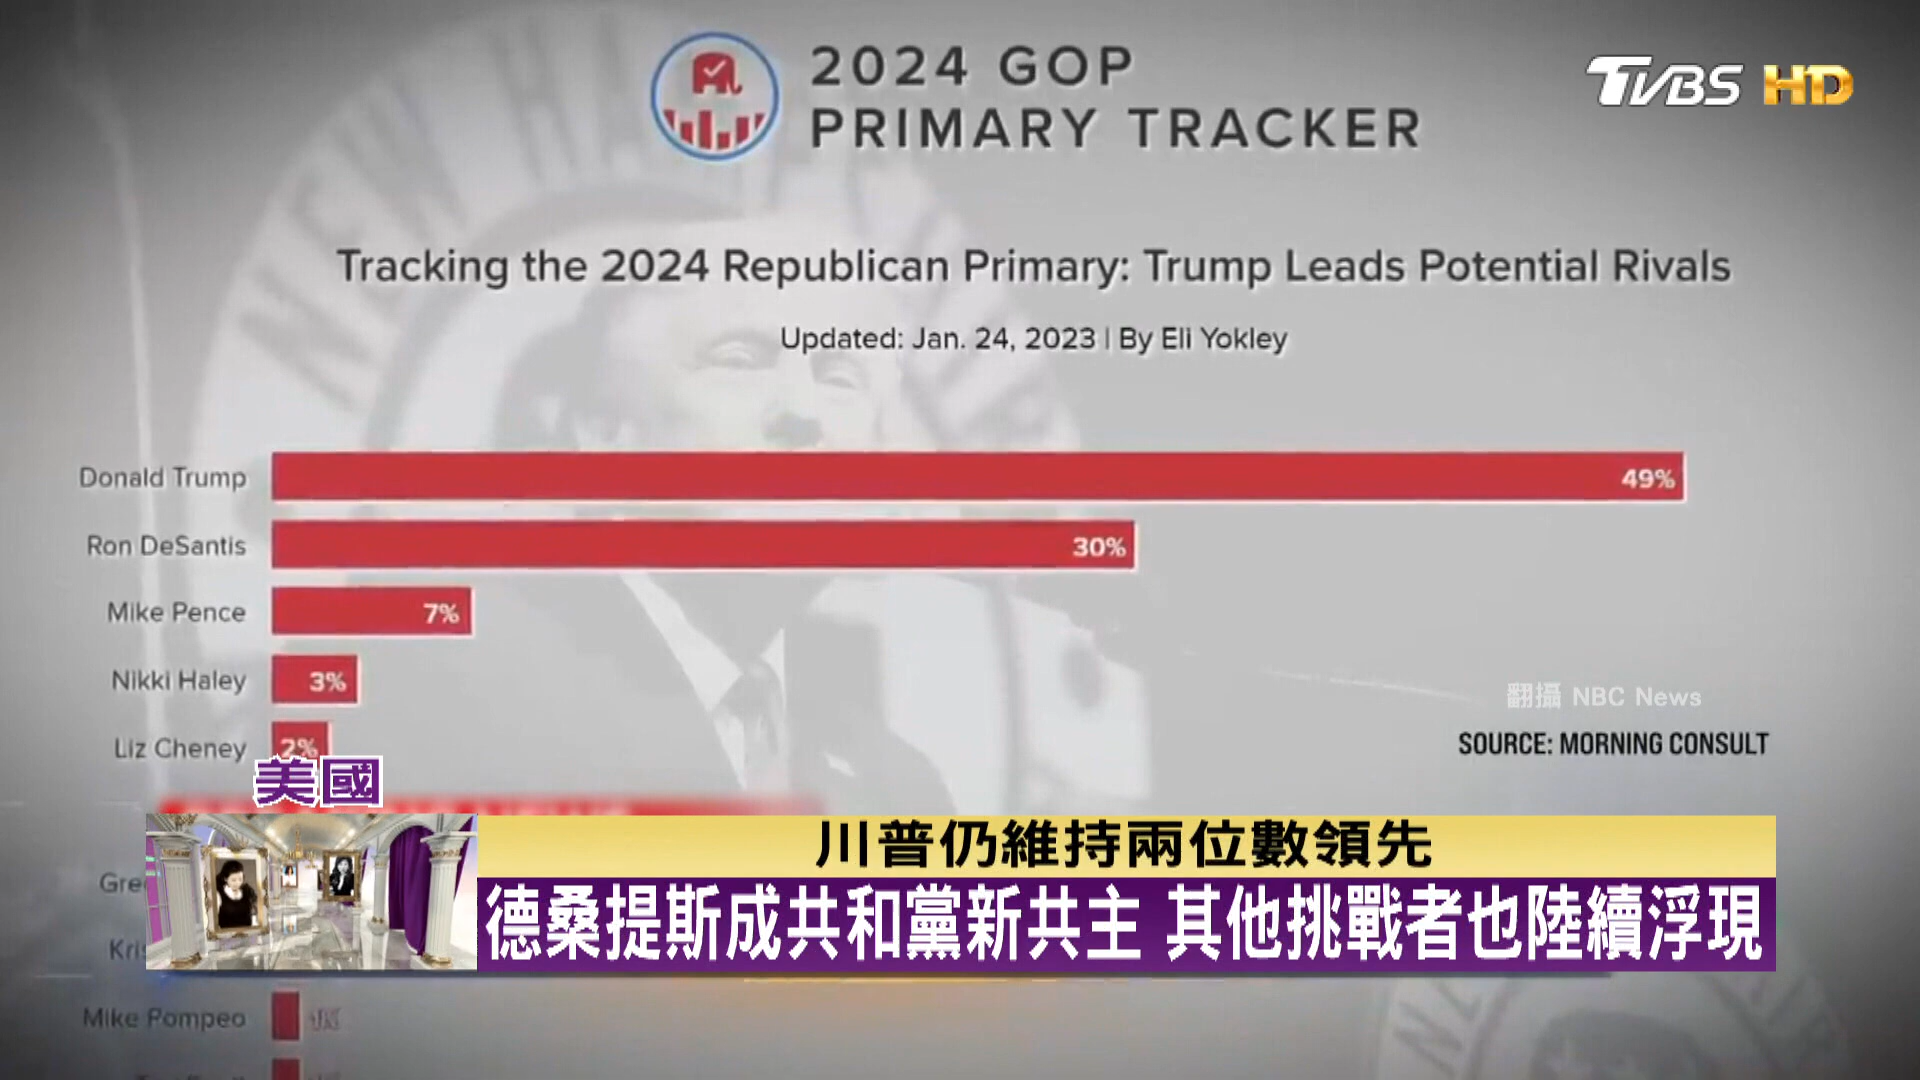 2024 GOP
PRIMARY TRACKER
TVBS HD
Tracking the 2024 Republican Primary: Trump Leads Potential Rivals
Updated: Jan. 24, 2023 | By Eli Yokley
Donald Trump 49%
Ron DeSantis 30%
Mike Pence 7%
Nikki Haley 3%
Liz Cheney 2%
翻攝 NBC News
SOURCE: MORNING CONSULT
美國
川普仍維持兩位數領先
德桑提斯成共和黨新共主 其他挑戰者也陸續浮現
Gre
Kris
Mike Pompeo 1%